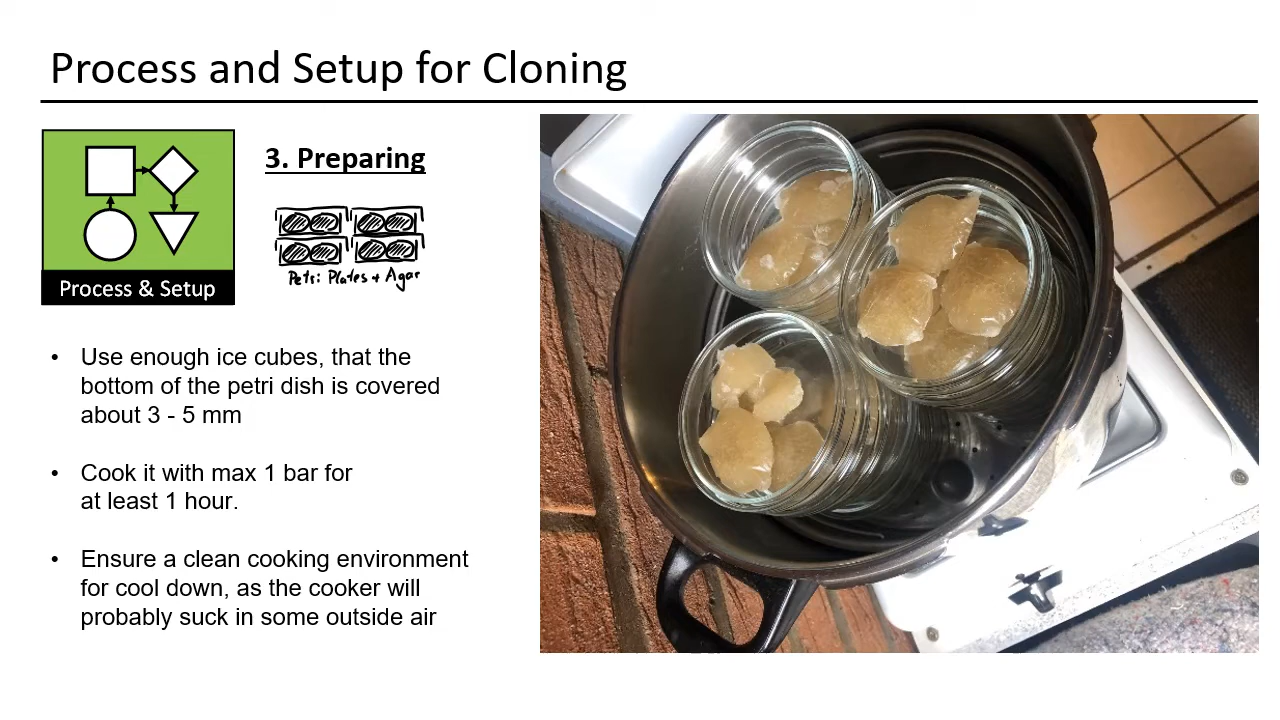 Process and Setup for Cloning
3. Preparing
Petri Plates + Agar
Process & Setup
• Use enough ice cubes, that the
bottom of the petri dish is covered
about 3 - 5 mm
• Cook it with max 1 bar for
at least 1 hour.
• Ensure a clean cooking environment
for cool down, as the cooker will
probably suck in some outside air